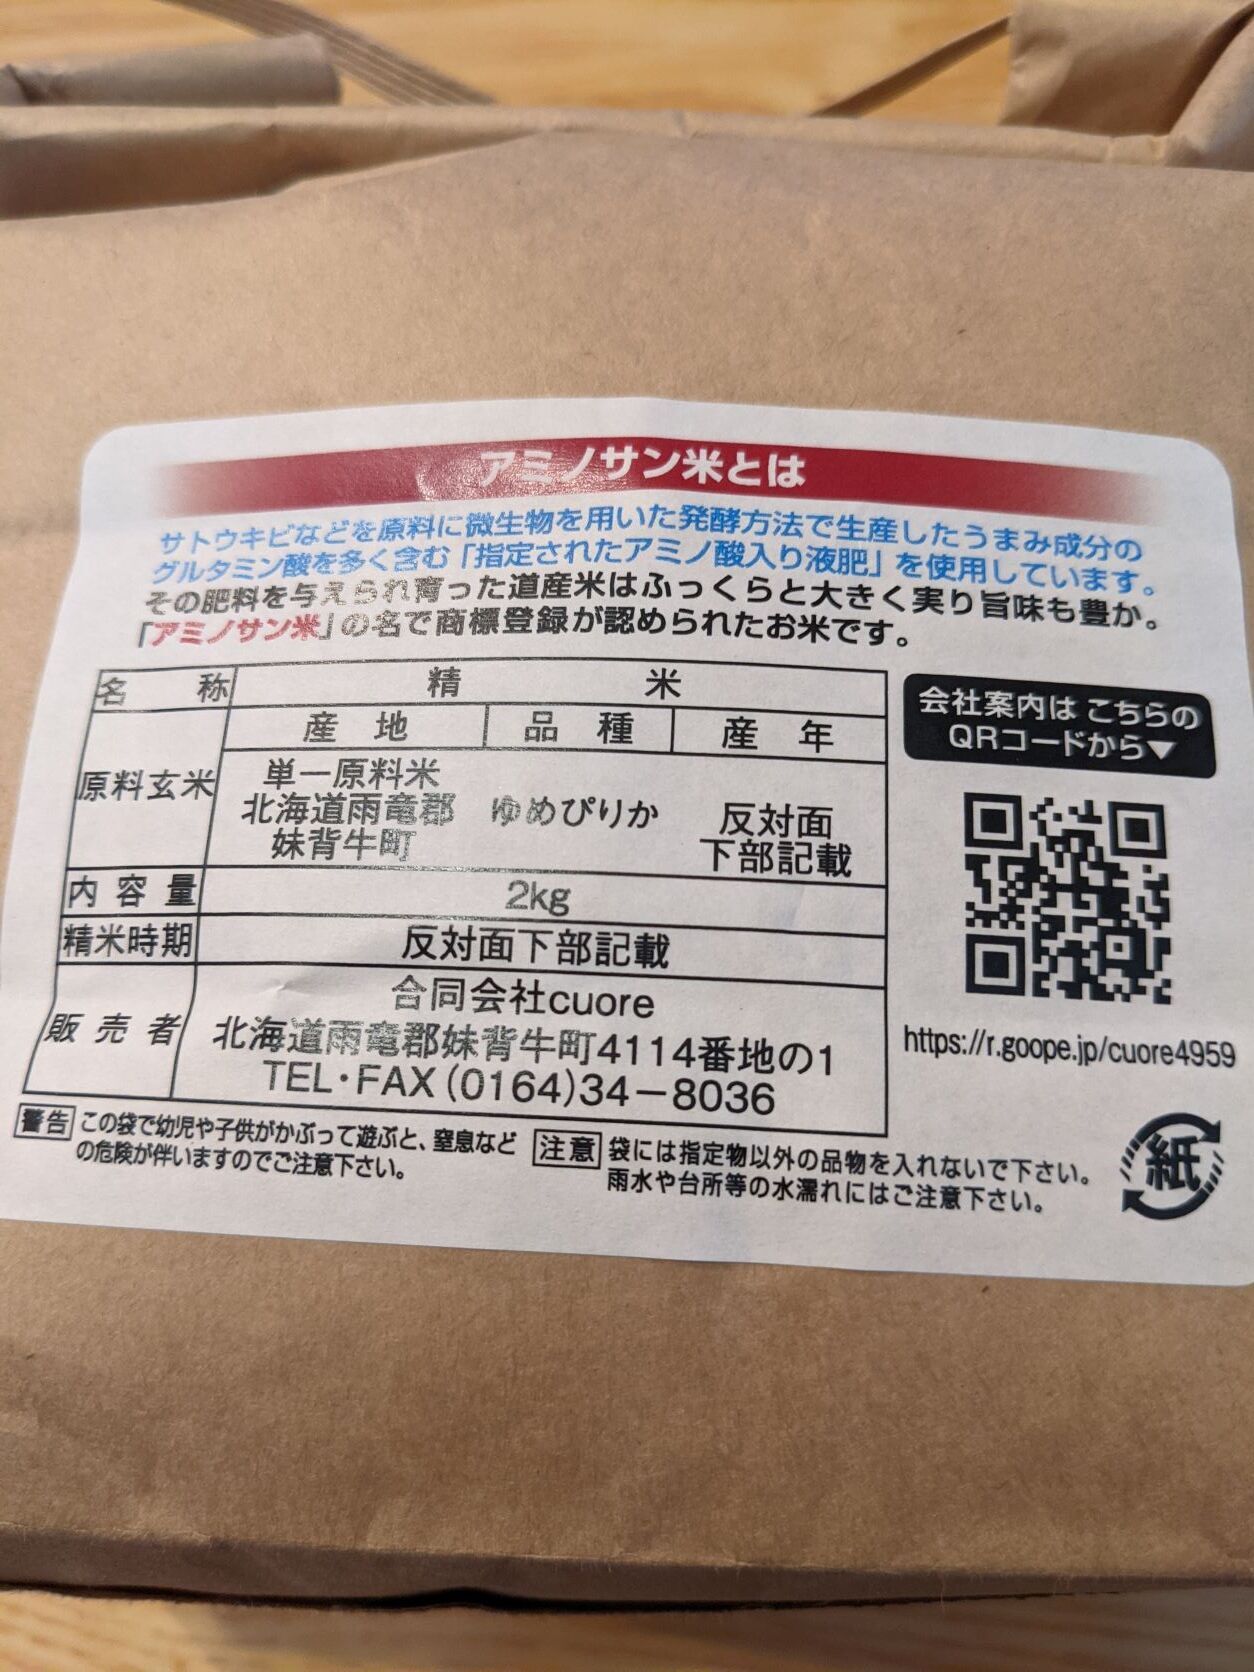 アミノサン米とは
サトウキビなどを原料に微生物を用いた発酵方法で生産したうまみ成分の
グルタミン酸を多く含む「指定されたアミノ酸入り液肥」を使用しています。
その肥料を与えられ育った道産米はふっくらと大きく実り旨味も豊か。
「アミノサン米」の名で商標登録が認められたお米です。
名称 精米
原料玄米
産地 品種 産年
単一原料米
北海道雨竜郡 ゆめぴりか 反対面
妹背牛町 下部記載
内容量 2kg
精米時期 反対面下部記載
販売者
合同会社cuore
北海道雨竜郡妹背牛町4114番地の1
TEL・FAX(0164)34-8036
会社案内は こちらの
QRコードから▼
https://r.goope.jp/cuore4959
警告 この袋で幼児や子供がかぶって遊ぶと、窒息など
の危険が伴いますのでご注意下さい。
注意 袋には指定物以外の品物を入れないで下さい。
雨水や台所等の水濡れにはご注意下さい。
紙